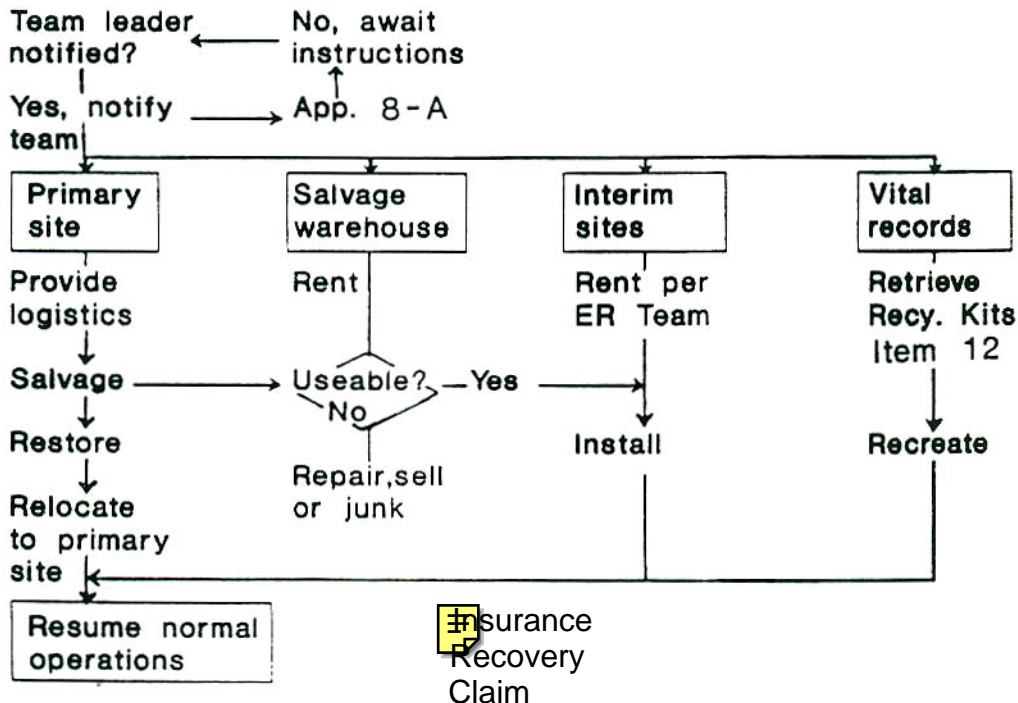 Team leader
notified?
No, await
instructions
Yes, notify
team
App. 8-A
Primary
site
Salvage
warehouse
Interim
sites
Vital
records
Provide
logistics
Rent
Rent per
ER Team
Retrieve
Recy. Kits
Item 12
Salvage
Useable?
No
Yes
Restore
Install
Recreate
Repair,sell
or junk
Relocate
to primary
site
Resume normal
operations
Insurance
Recovery
Claim